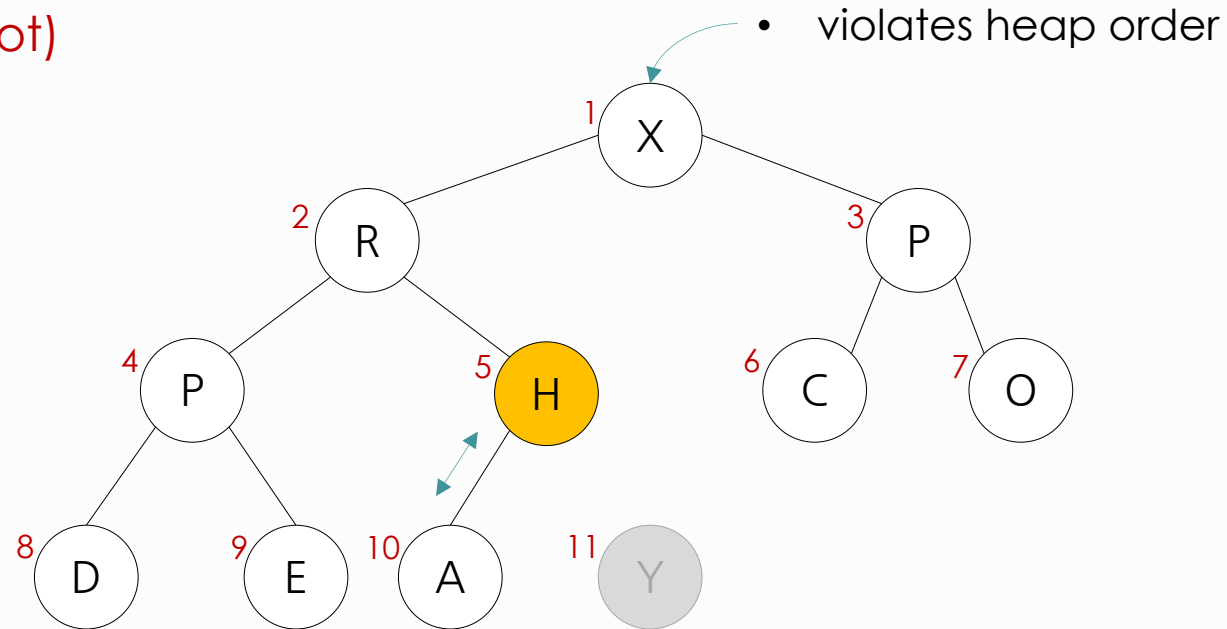 ot)
• violates heap order
1 X
2 R
3 P
4 P
5 H
6 C
7 O
8 D
9 E
10 A
11 Y